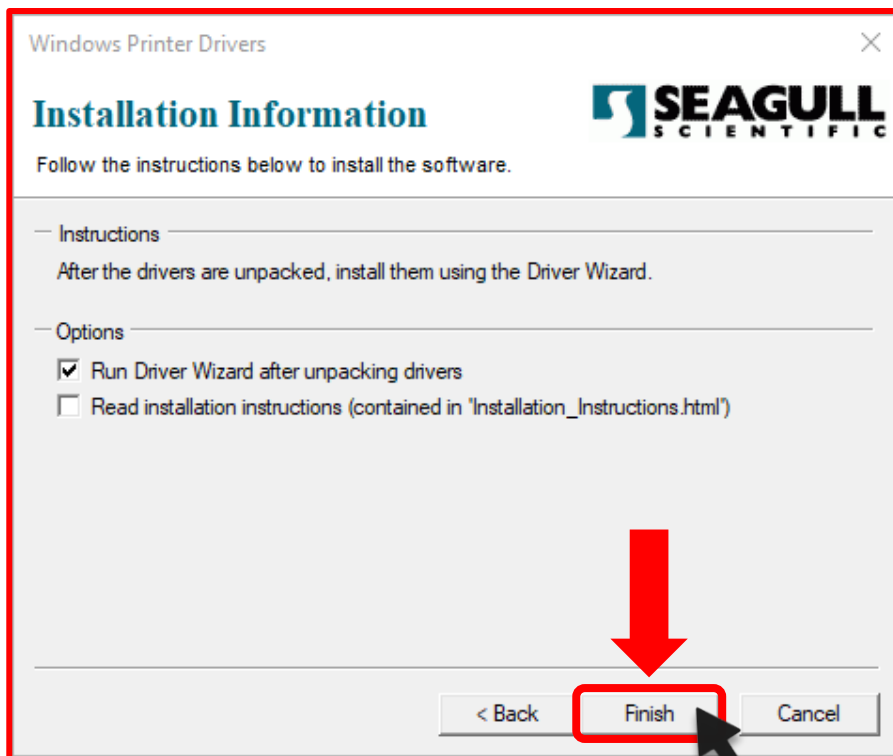 Windows Printer Drivers
Installation Information
SEAGULL
SCIENTIFIC
Follow the instructions below to install the software.
Instructions
After the drivers are unpacked, install them using the Driver Wizard.
Options
Run Driver Wizard after unpacking drivers
Read installation instructions (contained in "Installation_Instructions.html")
< Back Finish Cancel